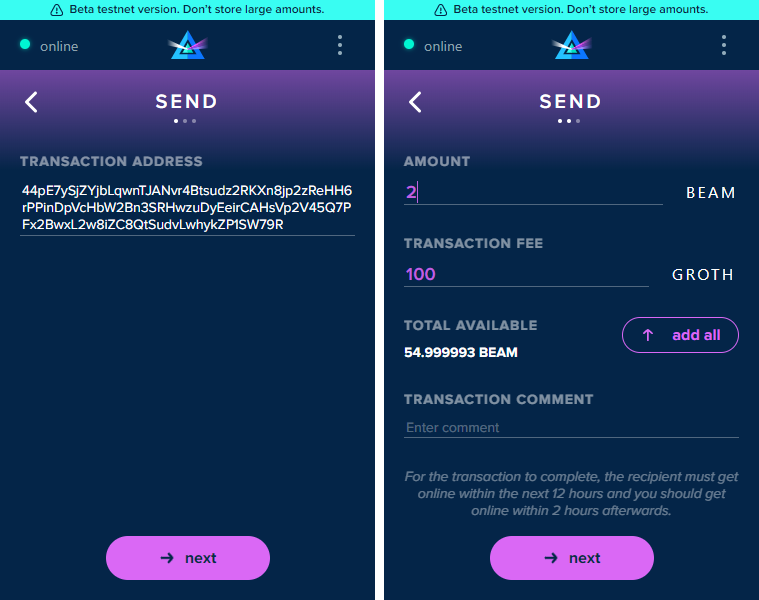 Beta testnet version. Don't store large amounts.
online
SEND
TRANSACTION ADDRESS
44pE7ySjZYjbLqwnTJANvr4Btsudz2RKXn8jp2zReHH6
rPPinDpVcHbW2Bn3SRHwzuDyEeirCAHsVp2V45Q7P
Fx2BwxL2w8iZC8QtSudvLwhykZP1SW79R
next
Beta testnet version. Don't store large amounts.
online
SEND
AMOUNT
2 BEAM
TRANSACTION FEE
100 GROTH
TOTAL AVAILABLE
54.999993 BEAM
add all
TRANSACTION COMMENT
Enter comment
For the transaction to complete, the recipient must get
online within the next 12 hours and you should get
online within 2 hours afterwards.
next